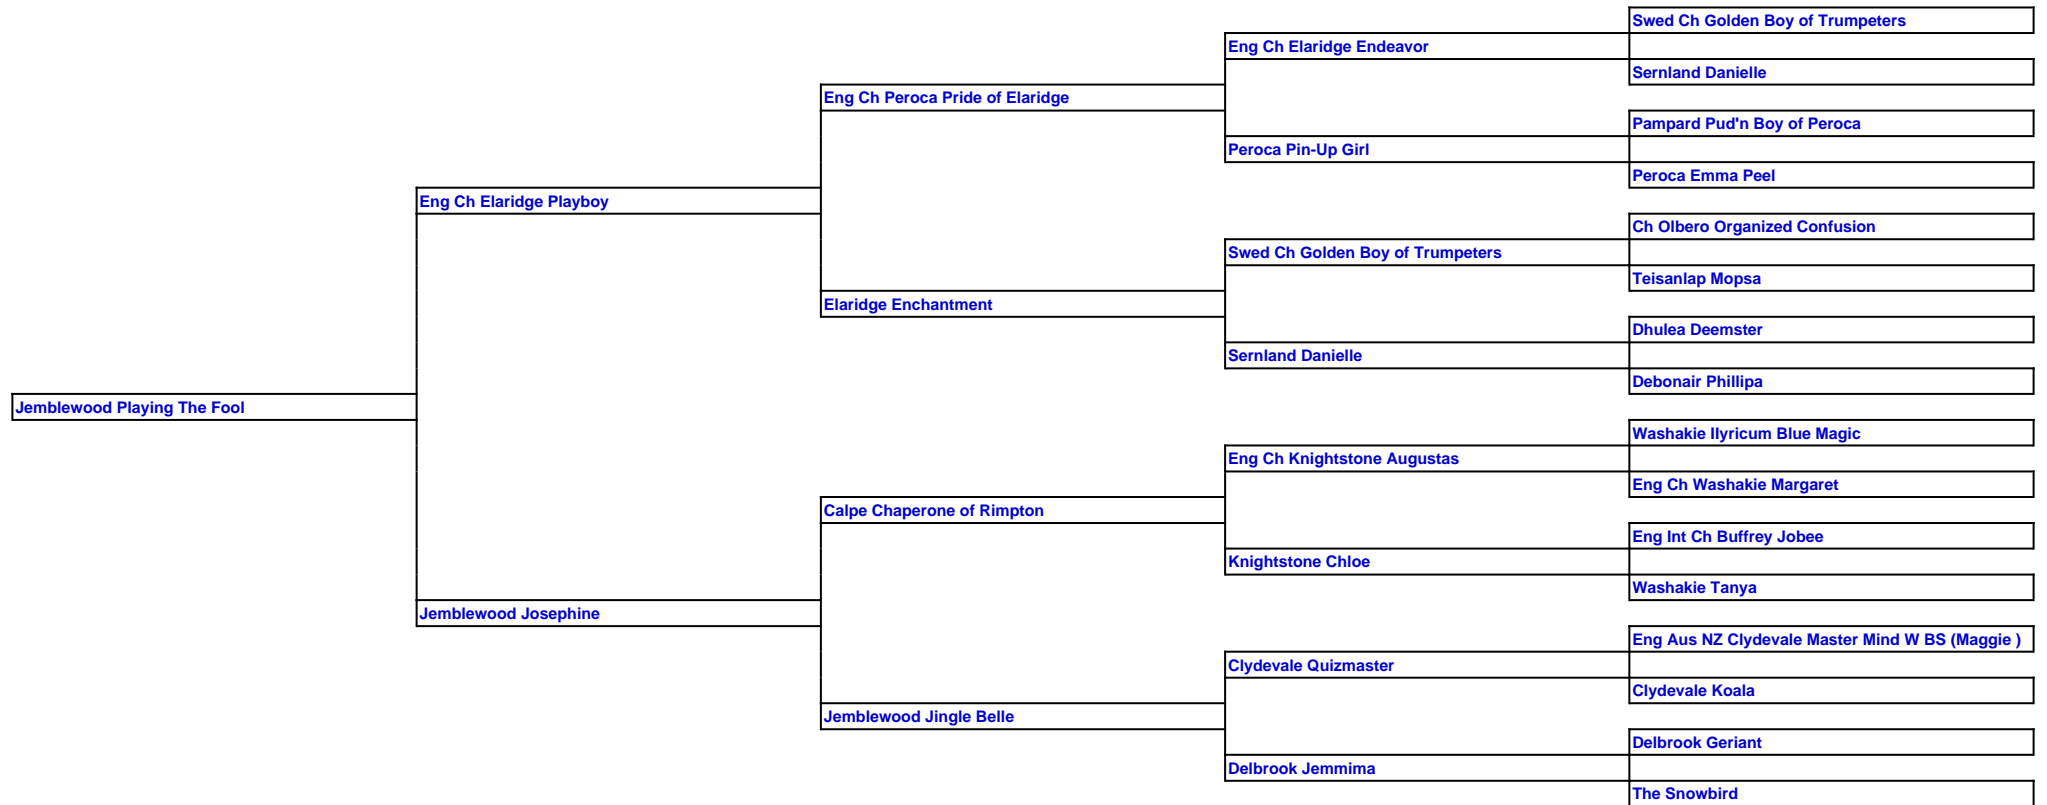 Swed Ch Golden Boy of Trumpeters
Eng Ch Elaridge Endeavor
Sernland Danielle
Eng Ch Peroca Pride of Elaridge
Pampard Pud'n Boy of Peroca
Peroca Pin-Up Girl
Peroca Emma Peel
Eng Ch Elaridge Playboy
Ch Olbero Organized Confusion
Swed Ch Golden Boy of Trumpeters
Teisanlap Mopsa
Elaridge Enchantment
Dhulea Deemster
Sernland Danielle
Debonair Phillipa
Jemblewood Playing The Fool
Washakie Ilyricum Blue Magic
Eng Ch Knightstone Augustas
Eng Ch Washakie Margaret
Calpe Chaperone of Rimpton
Eng Int Ch Buffrey Jobee
Knightstone Chloe
Washakie Tanya
Jemblewood Josephine
Eng Aus NZ Clydevale Master Mind W BS (Maggie )
Clydevale Quizmaster
Clydevale Koala
Jemblewood Jingle Belle
Delbrook Geriant
Delbrook Jemmima
The Snowbird